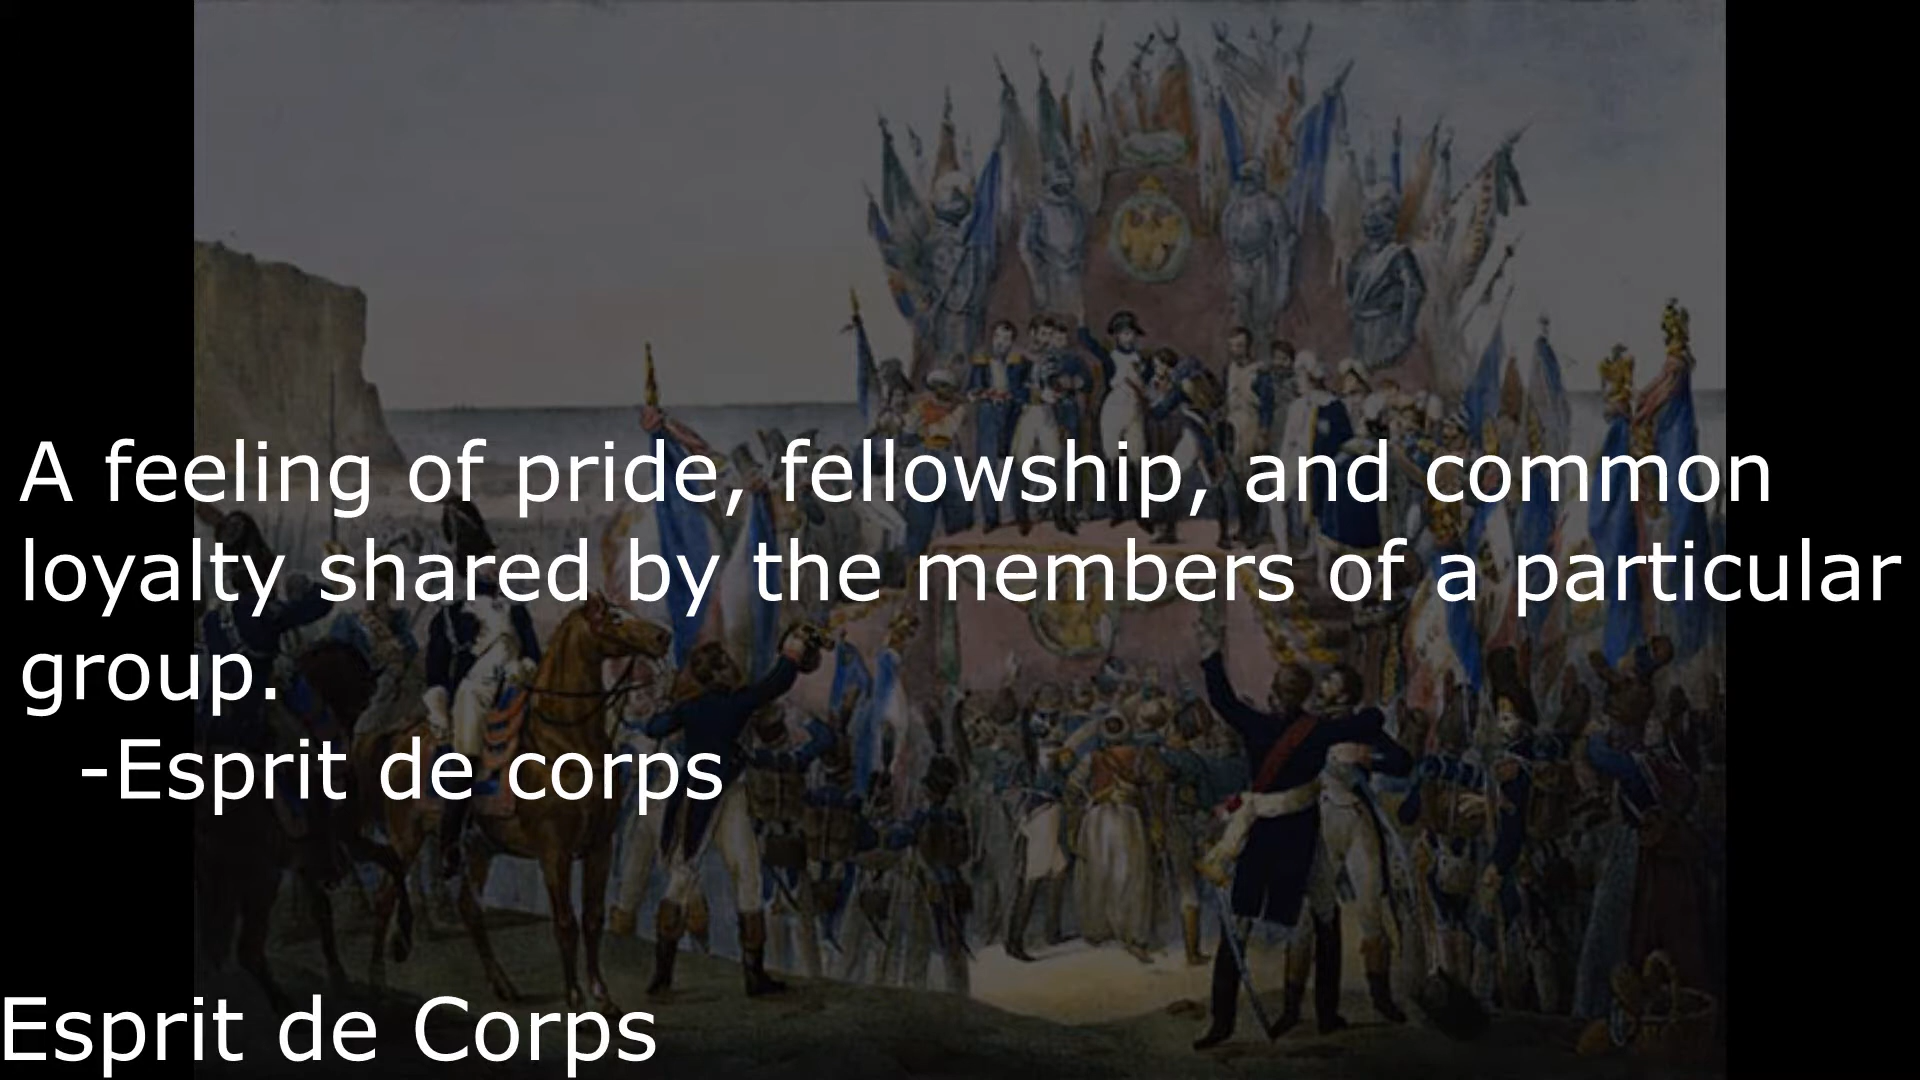 A feeling of pride, fellowship, and common
loyalty shared by the members of a particular
group.
-Esprit de corps
Esprit de Corps